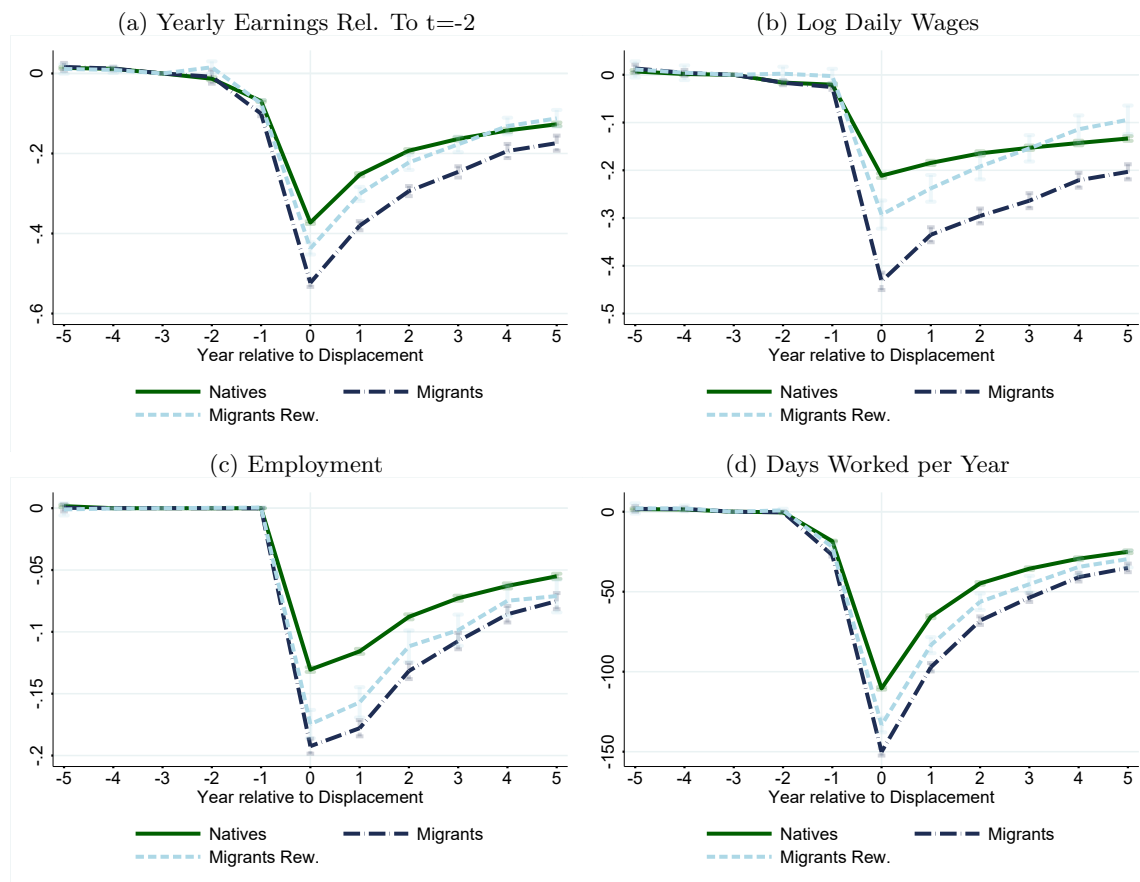 (a) Yearly Earnings Rel. To t=-2
0
-.2
-.4
-.6
-5 -4 -3 -2 -1 0 1 2 3 4 5
Year relative to Displacement
Natives Migrants
Migrants Rew.
(b) Log Daily Wages
0
-.1
-.2
-.3
-.4
-.5
-5 -4 -3 -2 -1 0 1 2 3 4 5
Year relative to Displacement
Natives Migrants
Migrants Rew.
(c) Employment
0
-.05
-.1
-.15
-.2
-5 -4 -3 -2 -1 0 1 2 3 4 5
Year relative to Displacement
Natives Migrants
Migrants Rew.
(d) Days Worked per Year
0
-50
-100
-150
-5 -4 -3 -2 -1 0 1 2 3 4 5
Year relative to Displacement
Natives Migrants
Migrants Rew.